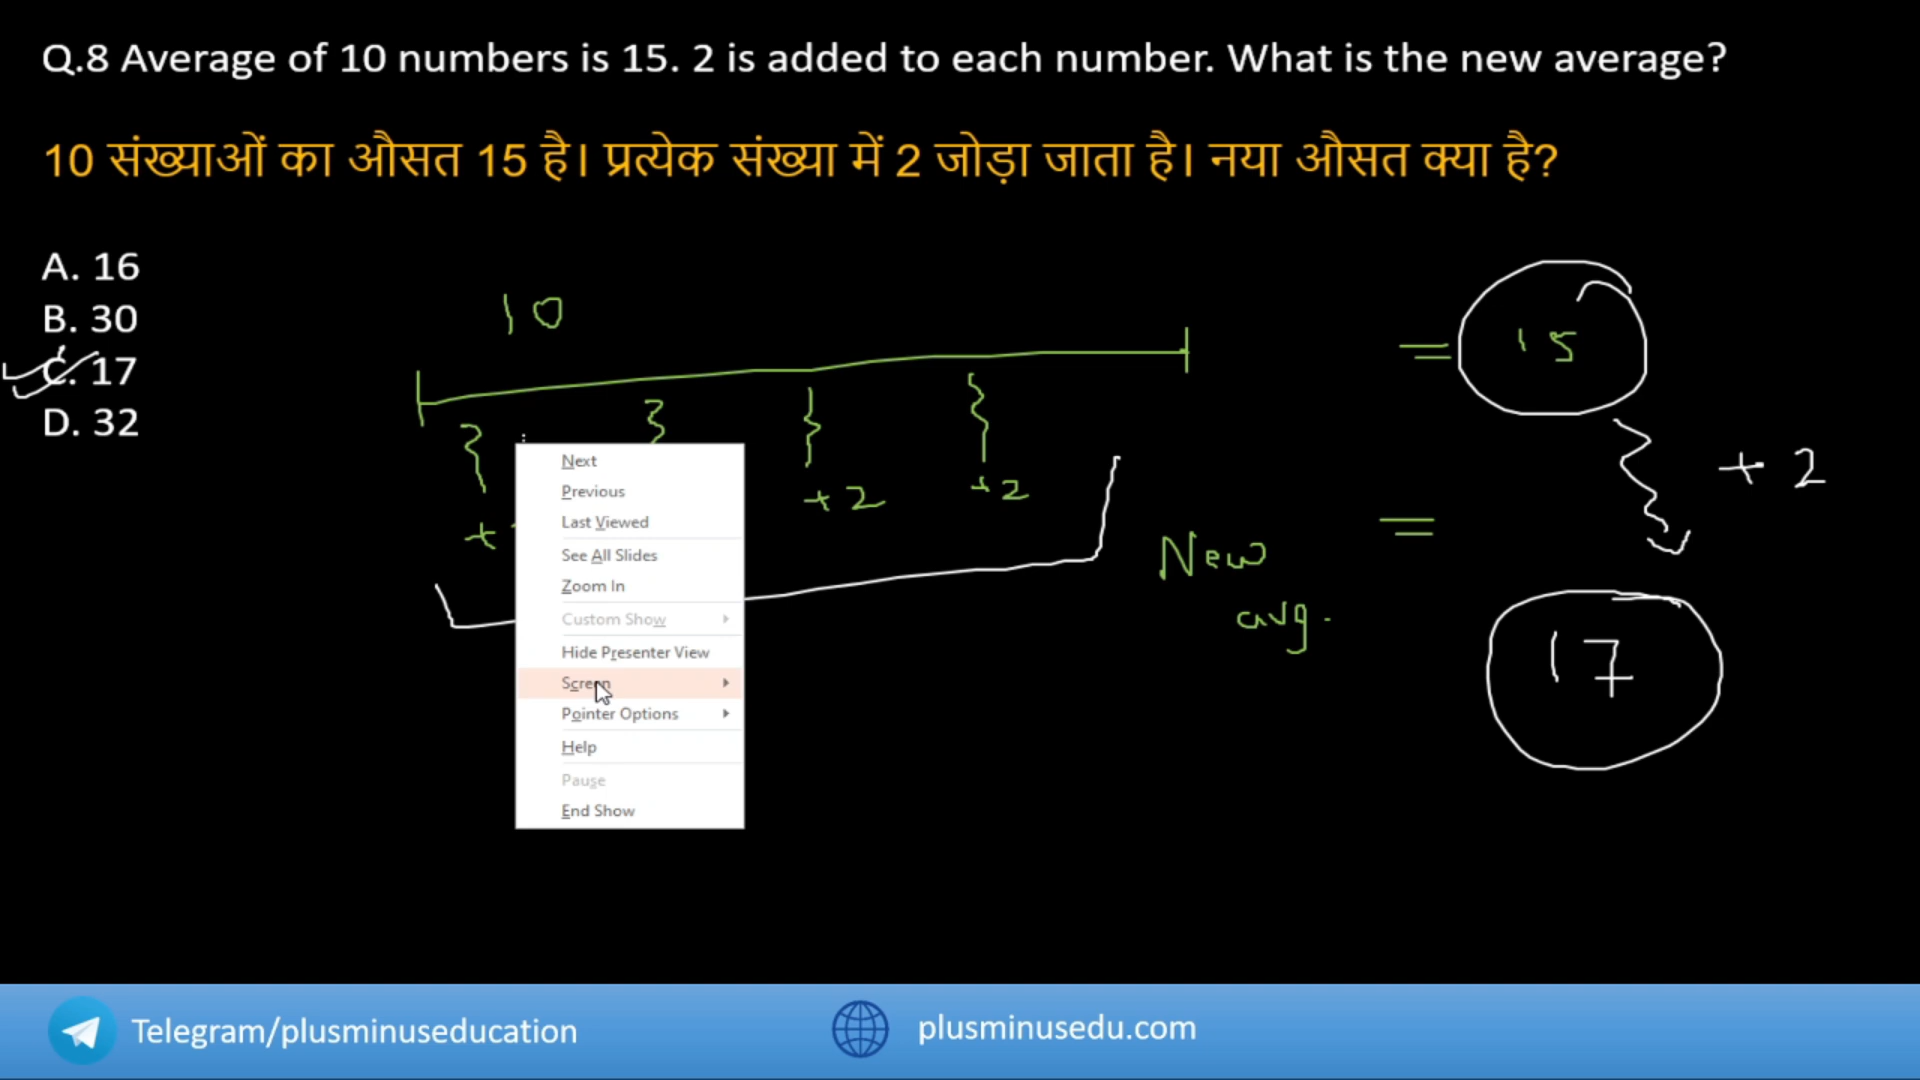 Q.8 Average of 10 numbers is 15. 2 is added to each number. What is the new average?
10 संख्याओं का औसत 15 है। प्रत्येक संख्या में 2 जोड़ा जाता है। नया औसत क्या है?
A. 16
B. 30
C. 17
D. 32
10
= 15
+2
+2
+
+2
New avg. =
17
Next
Previous
Last Viewed
See All Slides
Zoom In
Custom Show
Hide Presenter View
Screen
Pointer Options
Help
Pause
End Show
Telegram/plusminuseducation
plusminusedu.com